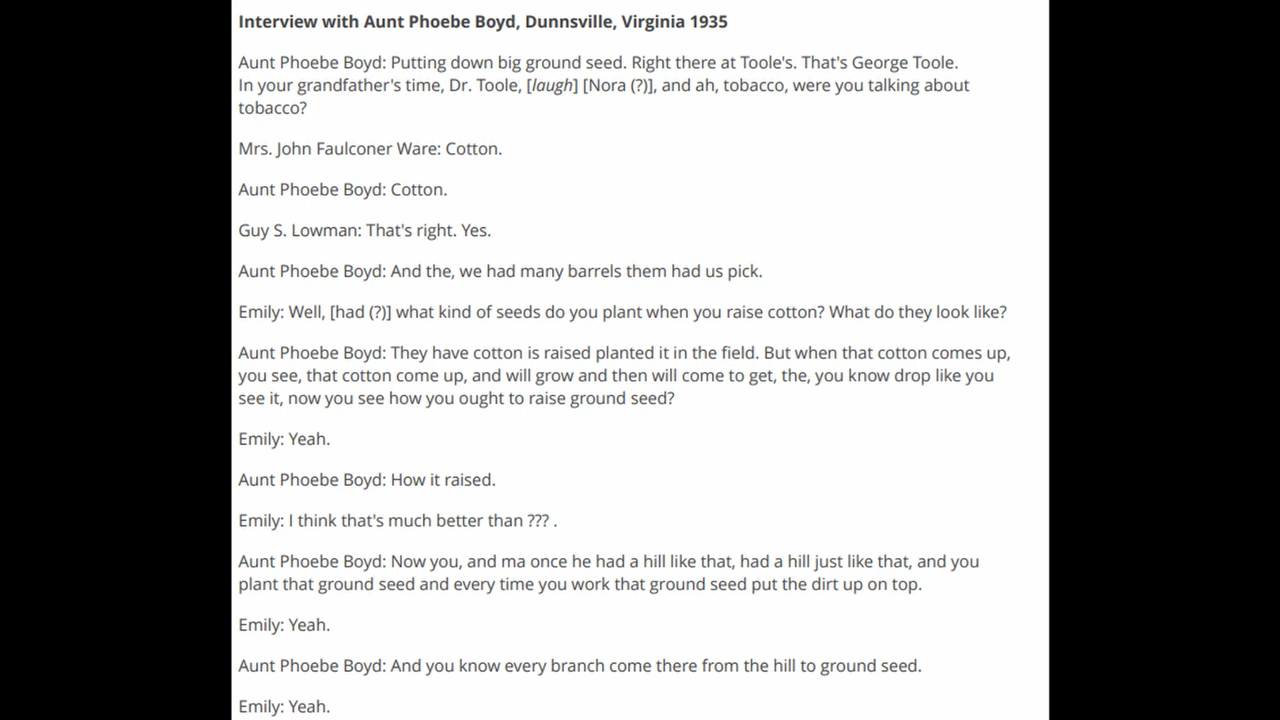 Interview with Aunt Phoebe Boyd, Dunnsville, Virginia 1935
Aunt Phoebe Boyd: Putting down big ground seed. Right there at Toole's. That's George Toole.
In your grandfather's time, Dr. Toole, [laugh] [Nora (?)], and ah, tobacco, were you talking about
tobacco?
Mrs. John Faulconer Ware: Cotton.
Aunt Phoebe Boyd: Cotton.
Guy S. Lowman: That's right. Yes.
Aunt Phoebe Boyd: And the, we had many barrels them had us pick.
Emily: Well, [had (?)] what kind of seeds do you plant when you raise cotton? What do they look like?
Aunt Phoebe Boyd: They have cotton is raised planted it in the field. But when that cotton comes up,
you see, that cotton come up, and will grow and then will come to get, the, you know drop like you
see it, now you see how you ought to raise ground seed?
Emily: Yeah.
Aunt Phoebe Boyd: How it raised.
Emily: I think that's much better than ??? .
Aunt Phoebe Boyd: Now you, and ma once he had a hill like that, had a hill just like that, and you
plant that ground seed and every time you work that ground seed put the dirt up on top.
Emily: Yeah.
Aunt Phoebe Boyd: And you know every branch come there from the hill to ground seed.
Emily: Yeah.